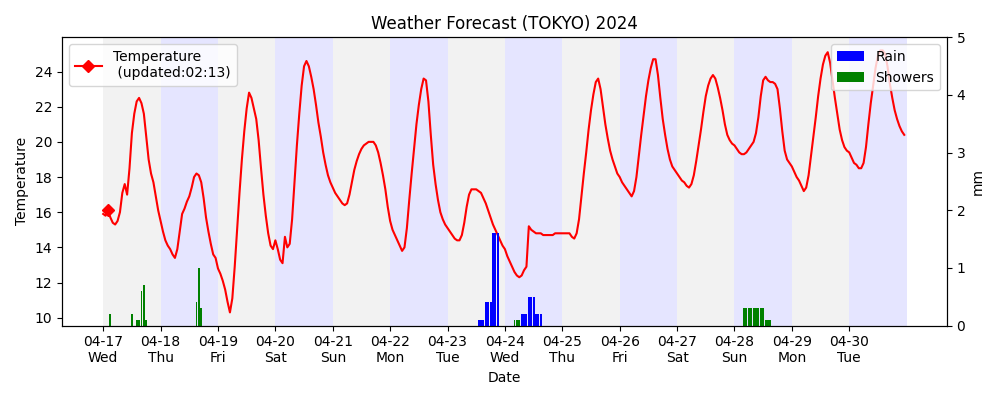 Weather Forecast (TOKYO) 2024
Temperature
(updated:02:13)
Rain
Showers
Temperature
24
22
20
18
16
14
12
10
5
4
3
2
1
0
mm
04-17 04-18 04-19 04-20 04-21 04-22 04-23 04-24 04-25 04-26 04-27 04-28 04-29 04-30
Wed Thu Fri Sat Sun Mon Tue Wed Thu Fri Sat Sun Mon Tue
Date